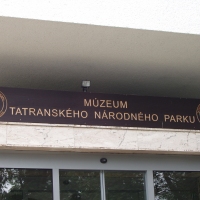 MÚZEUM
TATRANSKÉHO NÁRODNÉHO PARKU